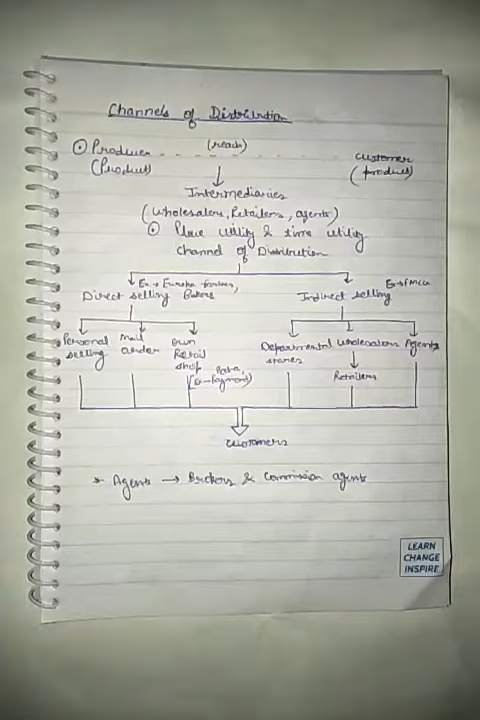 Channels of Distribution
(reach)
⊙ Producer - - - - - - - customer
(Product) (product)
Intermediaries
(wholesalers, Retailers, agents)
⊙ Place utility & time utility
Channel of Distribution
Ex→ Eureka forbes,
Direct selling Bakers
Indirect selling Ex→FMCG
Personal selling
Mail order
own Retail shop
Bata,
Departmental stores
wholesalers
Agents
Retailers
customers
* Agents → Brokers & Commission agents
LEARN
CHANGE
INSPIRE